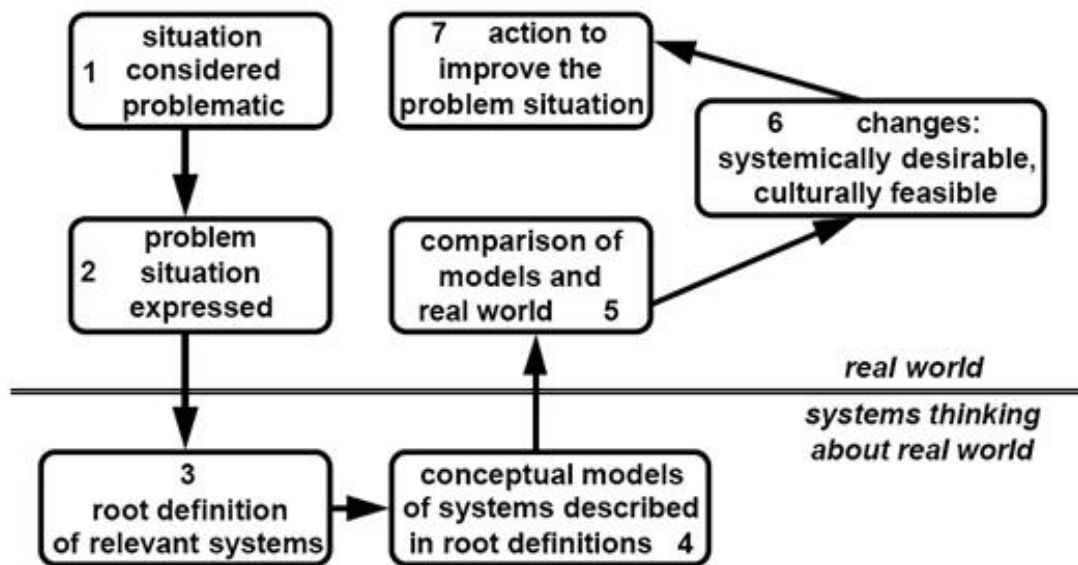 situation
1 considered
problematic
problem
2 situation
expressed
3
root definition
of relevant systems
conceptual models
of systems described
in root definitions 4
comparison of
models and
real world 5
6 changes:
systemically desirable,
culturally feasible
7 action to
improve the
problem situation
real world
systems thinking
about real world